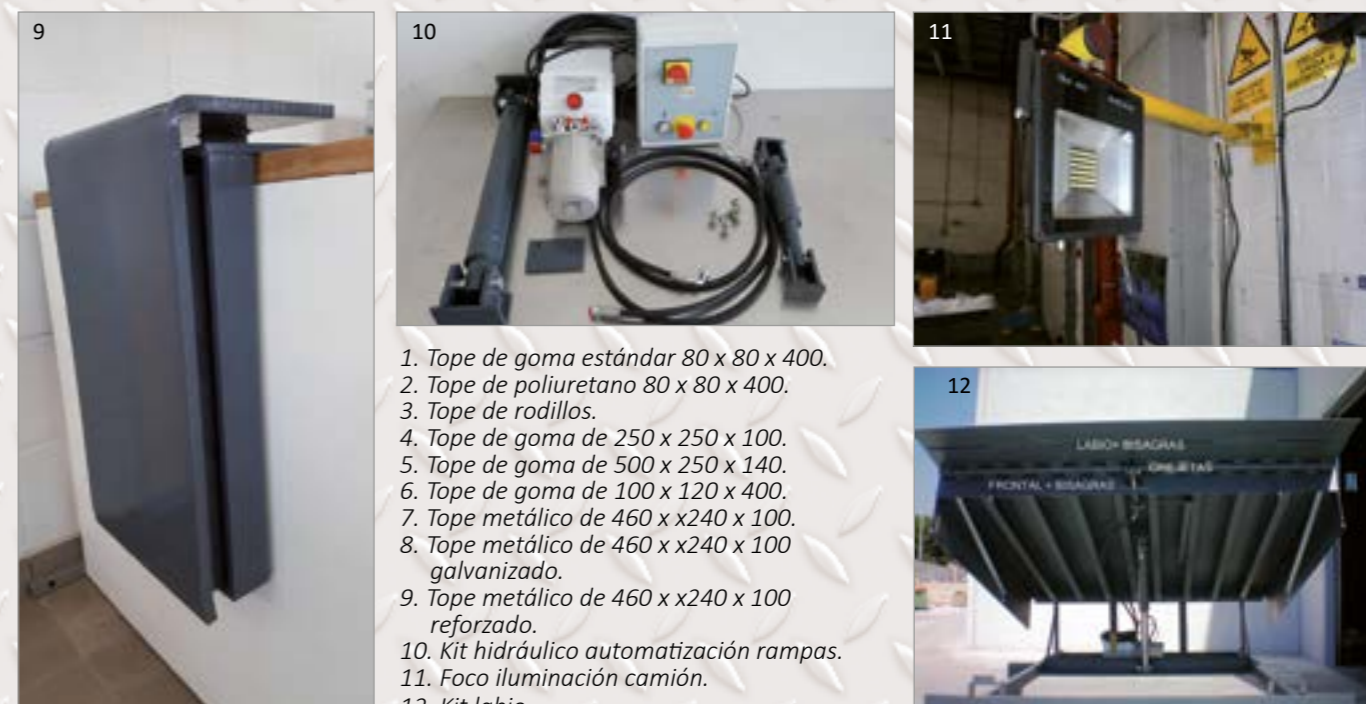 9
10
11
1. Tope de goma estándar 80 x 80 x 400.
2. Tope de poliuretano 80 x 80 x 400.
3. Tope de rodillos.
4. Tope de goma de 250 x 250 x 100.
5. Tope de goma de 500 x 250 x 140.
6. Tope de goma de 100 x 120 x 400.
7. Tope metálico de 460 x x240 x 100.
8. Tope metálico de 460 x x240 x 100
galvanizado.
9. Tope metálico de 460 x x240 x 100
reforzado.
10. Kit hidráulico automatización rampas.
11. Foco iluminación camión.
12. Kit labio
12
LABIO+ BISAGRAS
OREJETAS
FRONTAL + BISAGRAS